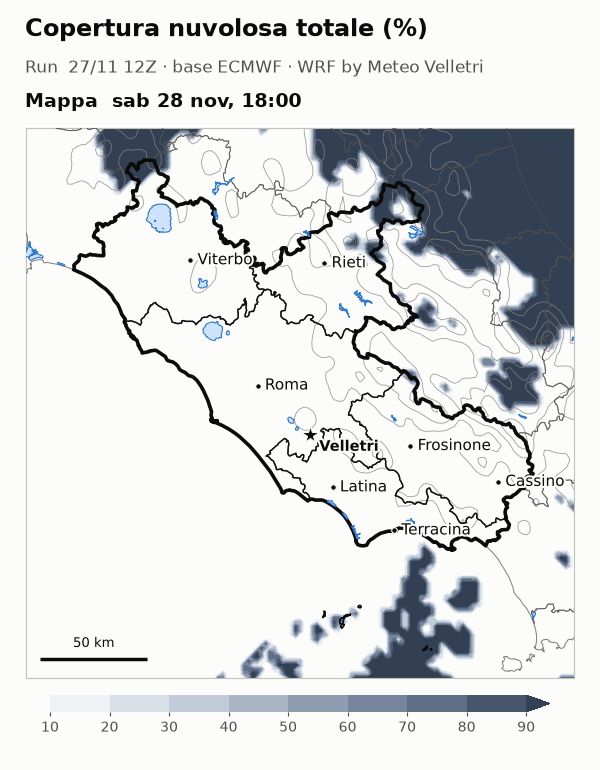 Copertura nuvolosa totale (%)
Run 27/11 12Z · base ECMWF · WRF by Meteo Velletri
Mappa sab 28 nov, 18:00
Viterbo
Rieti
Roma
Velletri
Frosinone
Cassino
Latina
Terracina
50 km
10 20 30 40 50 60 70 80 90